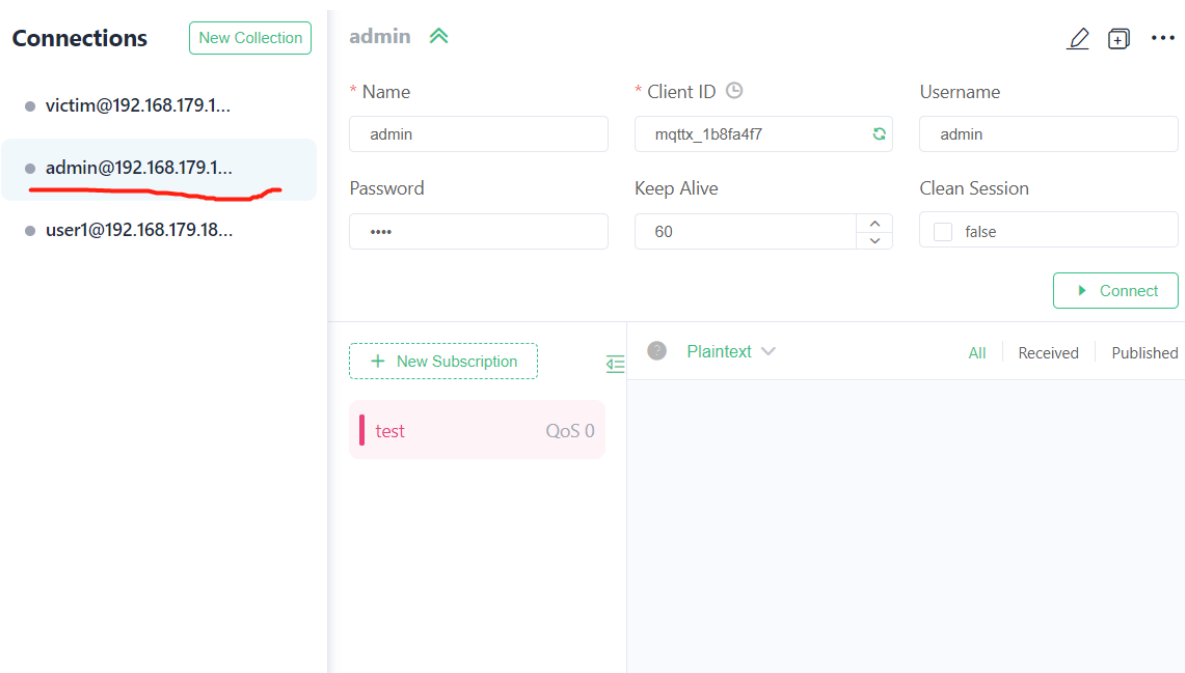 Connections
New Collection
victim@192.168.179.1...
admin@192.168.179.1...
user1@192.168.179.18...
admin
* Name
* Client ID
Username
admin
mqttx_1b8fa4f7
admin
Password
Keep Alive
Clean Session
••••
60
false
Connect
+ New Subscription
? Plaintext
All
Received
Published
test
QoS 0